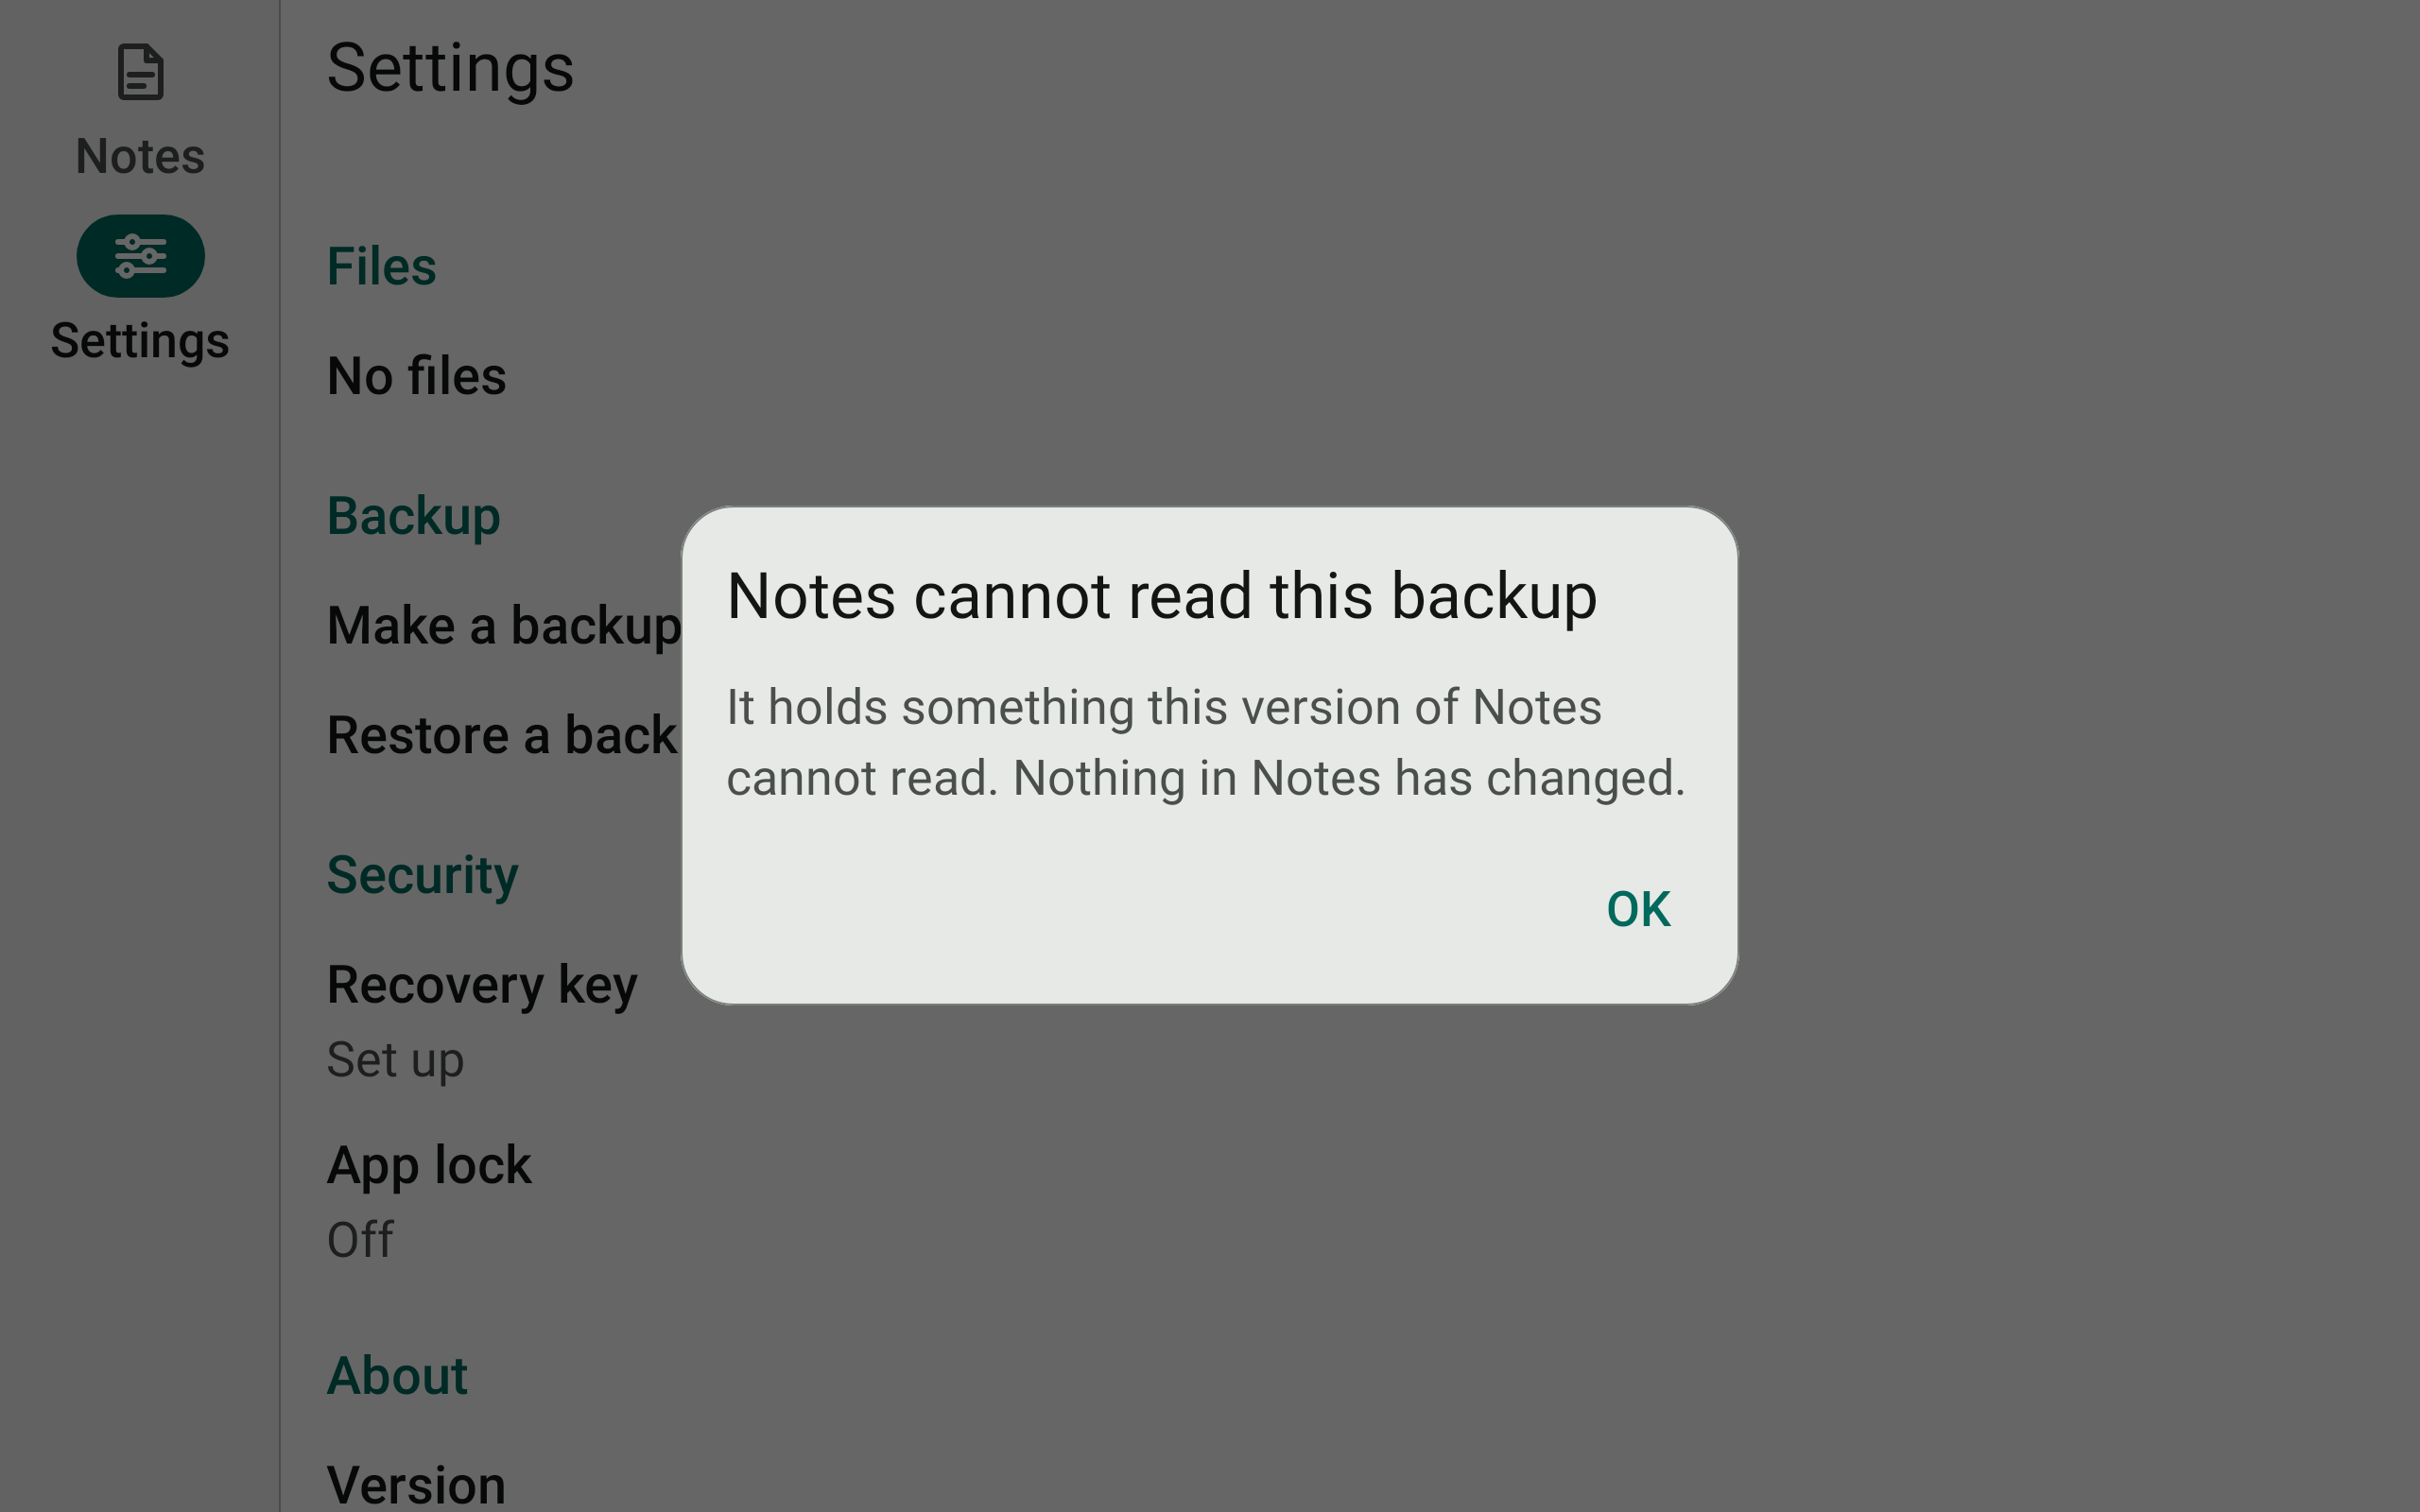 Notes
Settings
Settings
Files
No files
Backup
Make a backup
Restore a back
Security
Recovery key
Set up
App lock
Off
About
Version
Notes cannot read this backup
It holds something this version of Notes
cannot read. Nothing in Notes has changed.
OK